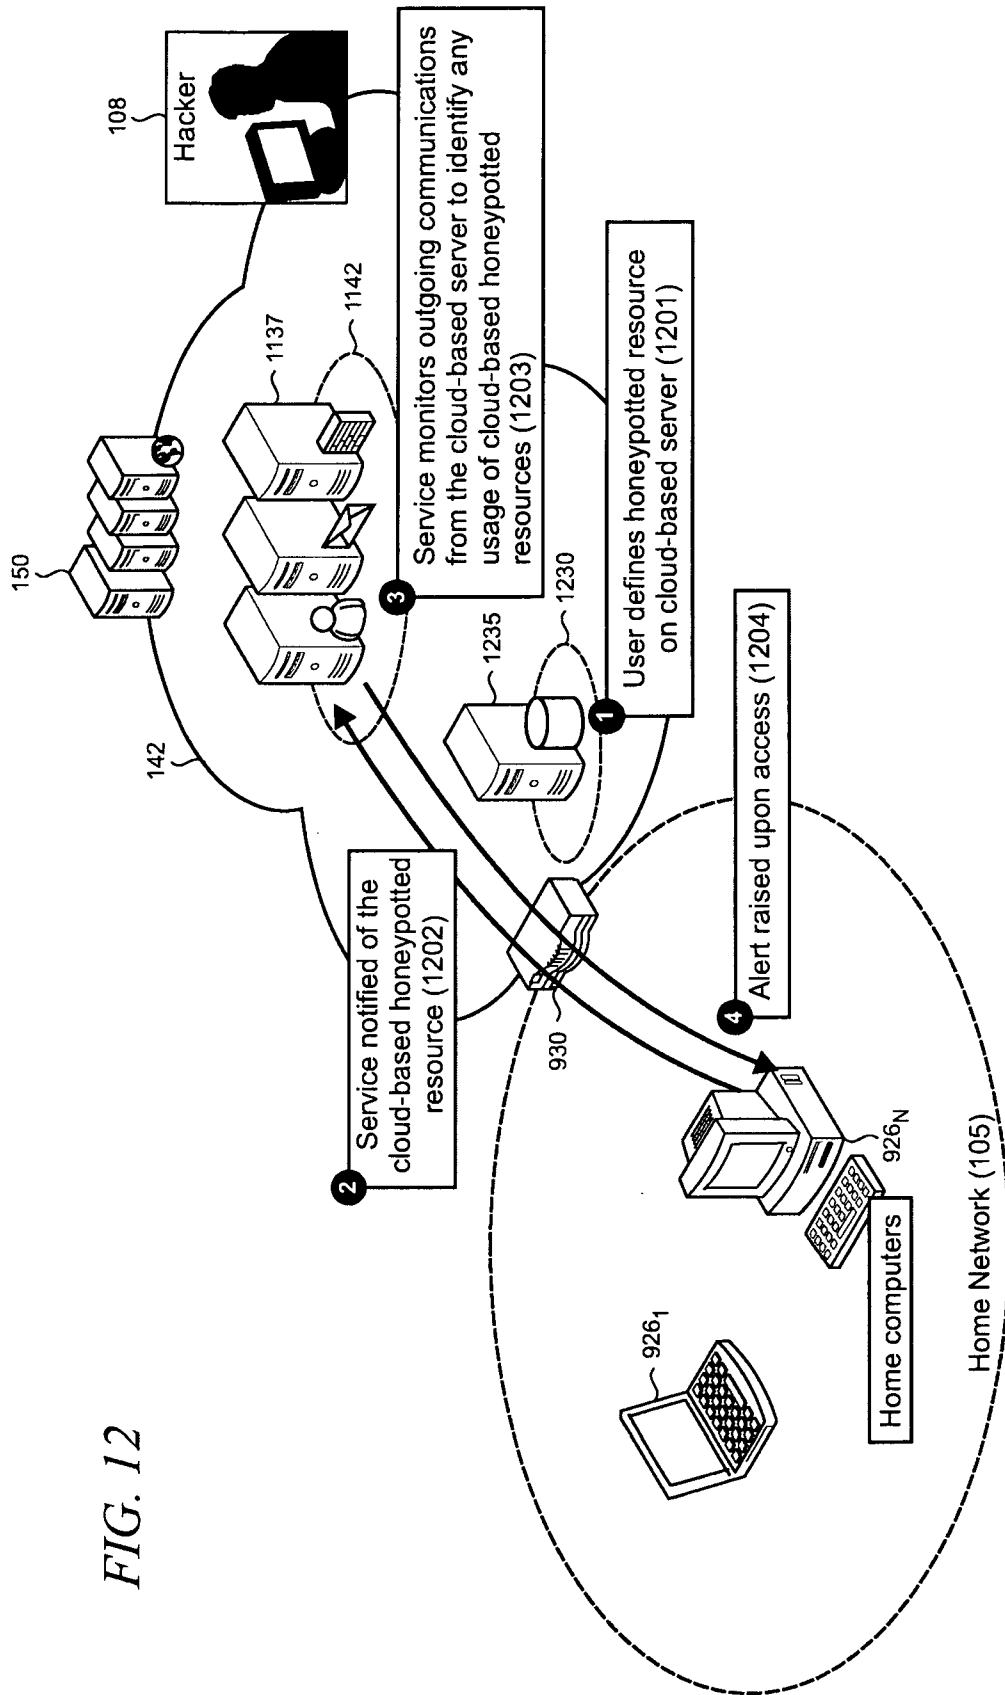 FIG. 12
150
142
108
Hacker
1137
1142
2
Service notified of the
cloud-based honeypotted
resource (1202)
3
Service monitors outgoing communications
from the cloud-based server to identify any
usage of cloud-based honeypotted
resources (1203)
1235
1230
1
User defines honeypotted resource
on cloud-based server (1201)
930
4
Alert raised upon access (1204)
926₁
926ₙ
Home computers
Home Network (105)